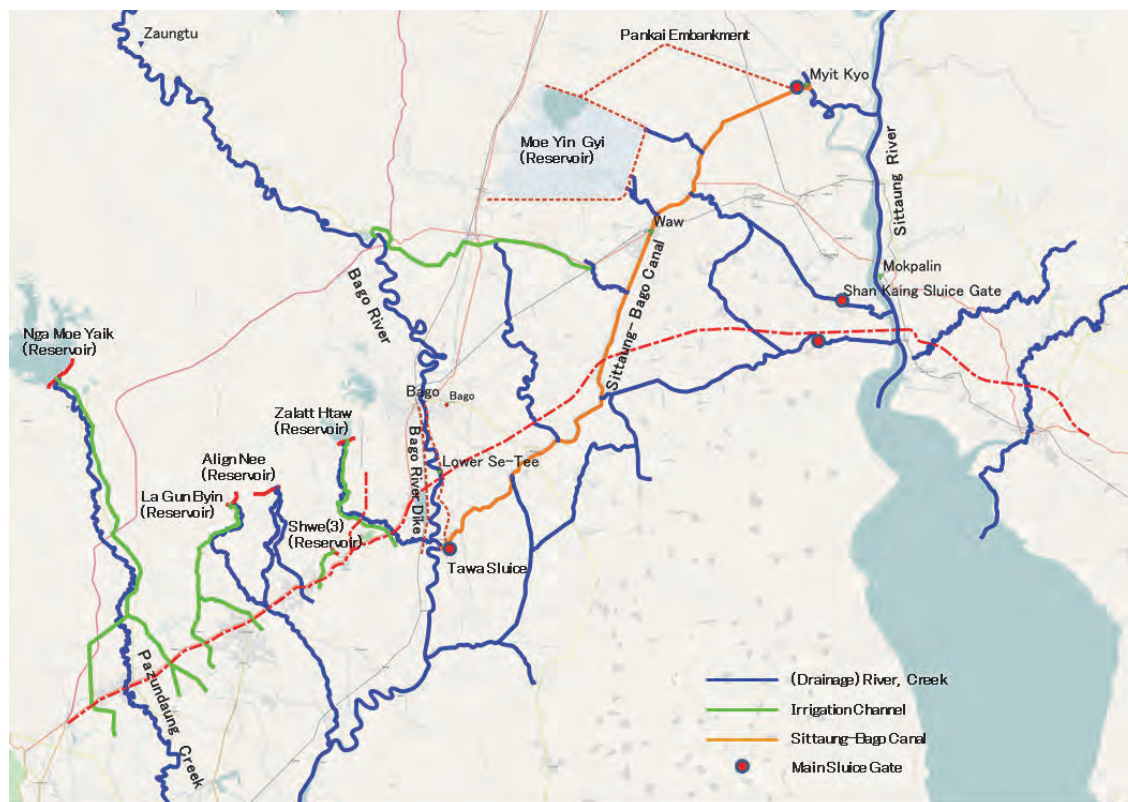 Zaungtu
Pankai Embankment
Myit Kyo
Moe Yin Gyi
(Reservoir)
Sittaung River
Waw
Sittaung-Bago Canal
Mokpalin
Shan Kaing Sluice Gate
Bago River
Nga Moe Yaik
(Reservoir)
Bago
Bago
Zalatt Htaw
(Reservoir)
Bago River Dike
Lower Se-Tee
Align Nee
(Reservoir)
La Gun Byin
(Reservoir)
Shwe(3)
(Reservoir)
Tawa Sluice
Pazundaung Creek
(Drainage) River, Creek
Irrigation Channel
Sittaung-Bago Canal
Main Sluice Gate